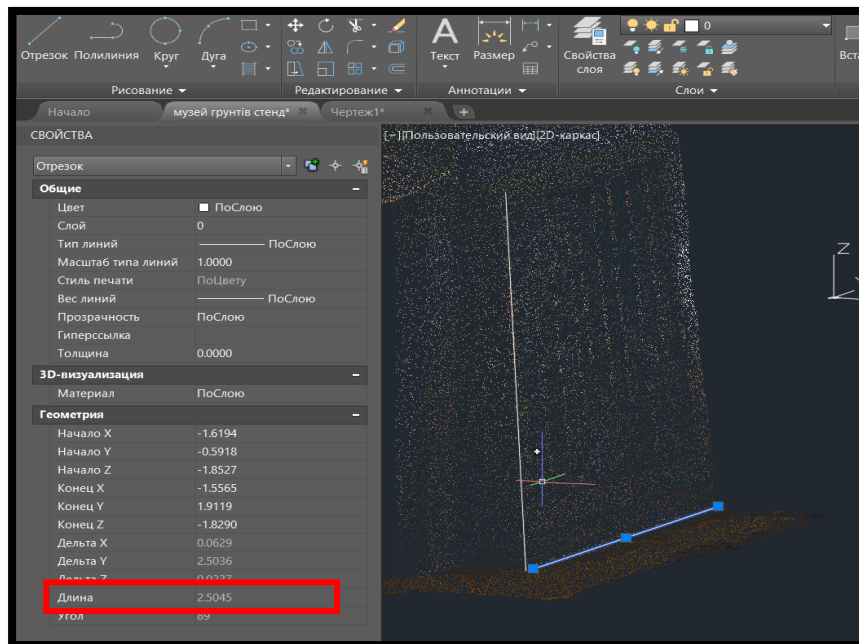 0
Отрезок Полилиния Круг Дуга Текст Размер Свойства слоя
Рисование Редактирование Аннотации Слои
Начало музей грунтів стенд* Чертеж1*
СВОЙСТВА
[−][Пользовательский вид][2D-каркас]
Отрезок
Общие
Цвет ПоСлою
Слой 0
Тип линий ПоСлою
Масштаб типа линий 1.0000
Стиль печати ПоЦвету
Вес линий ПоСлою
Прозрачность ПоСлою
Гиперссылка
Толщина 0.0000
3D-визуализация
Материал ПоСлою
Геометрия
Начало X -1.6194
Начало Y -0.5918
Начало Z -1.8527
Конец X -1.5565
Конец Y 1.9119
Конец Z -1.8290
Дельта X 0.0629
Дельта Y 2.5036
Дельта Z 0.0237
Длина 2.5045
Угол 89
Z